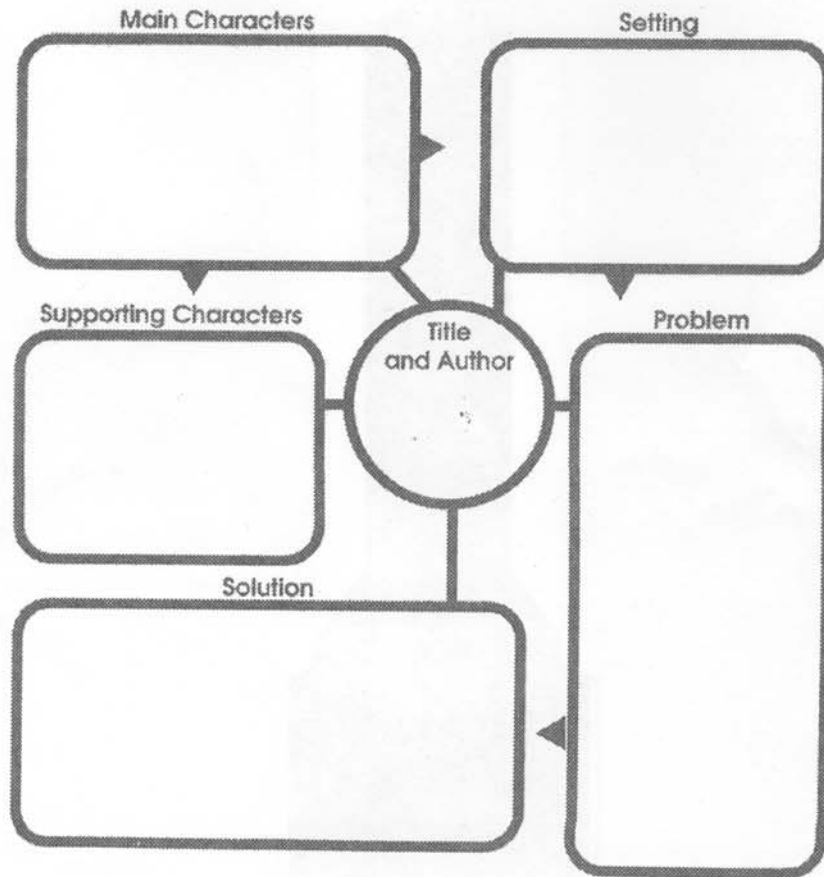 Main Characters
Setting
Supporting Characters
Title
and Author
Problem
Solution